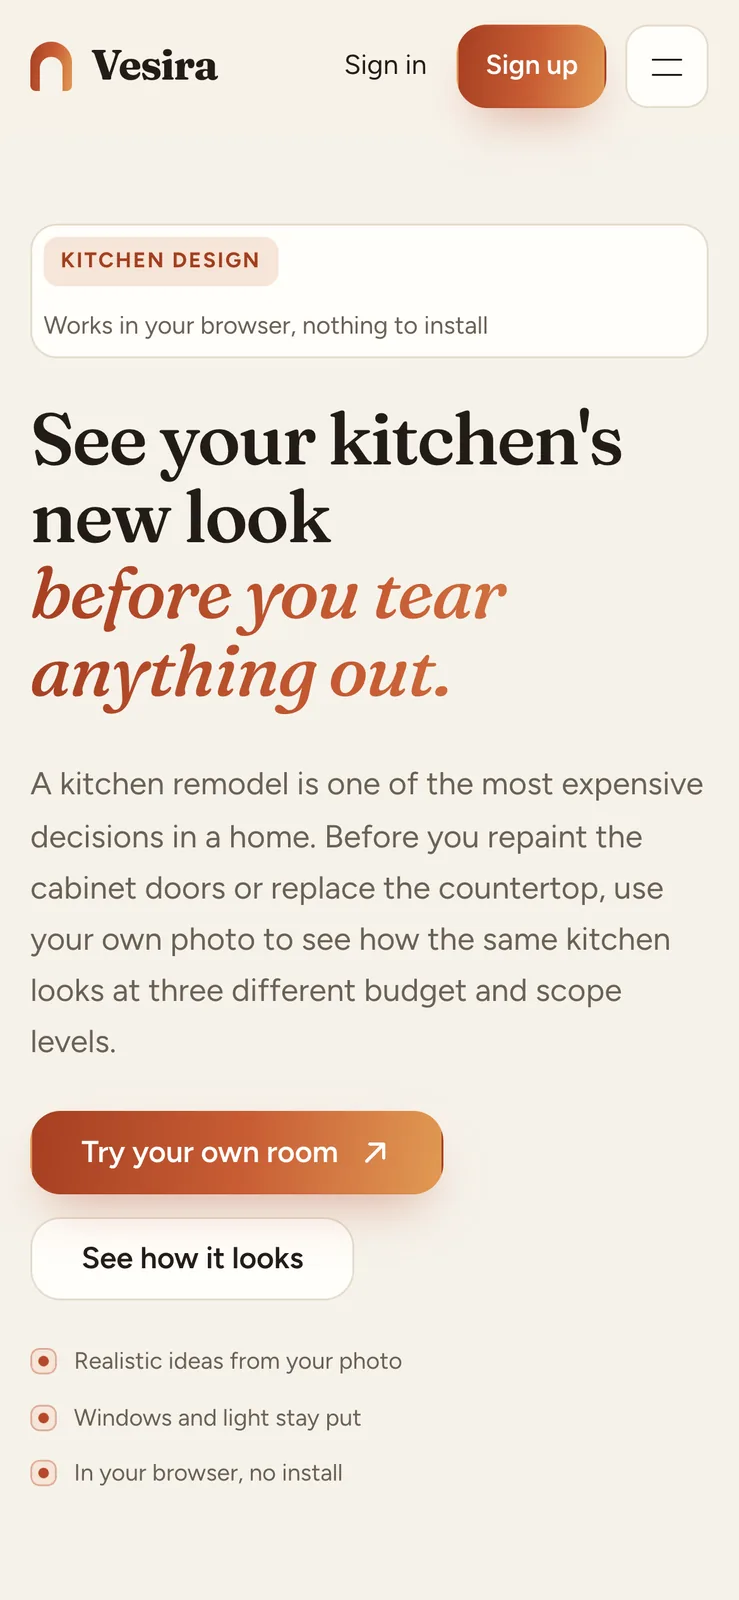 Vesira
Sign in
Sign up
KITCHEN DESIGN
Works in your browser, nothing to install
See your kitchen's
new look
before you tear
anything out.
A kitchen remodel is one of the most expensive
decisions in a home. Before you repaint the
cabinet doors or replace the countertop, use
your own photo to see how the same kitchen
looks at three different budget and scope
levels.
Try your own room
See how it looks
Realistic ideas from your photo
Windows and light stay put
In your browser, no install